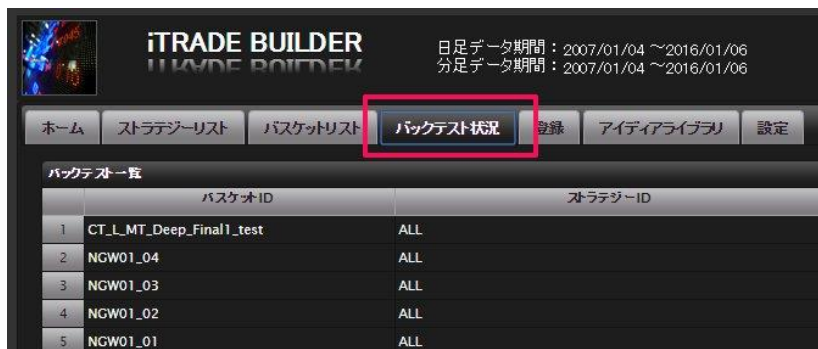 iTRADE BUILDER
日足データ期間：2007/01/04 ～2016/01/06
分足データ期間：2007/01/04 ～2016/01/06
ホーム ストラテジーリスト バスケットリスト バックテスト状況 登録 アイディアライブラリ 設定
バックテスト一覧
バスケットID ストラテジーID
1 CT_L_MT_Deep_Final1_test ALL
2 NGW01_04 ALL
3 NGW01_03 ALL
4 NGW01_02 ALL
5 NGW01_01 ALL